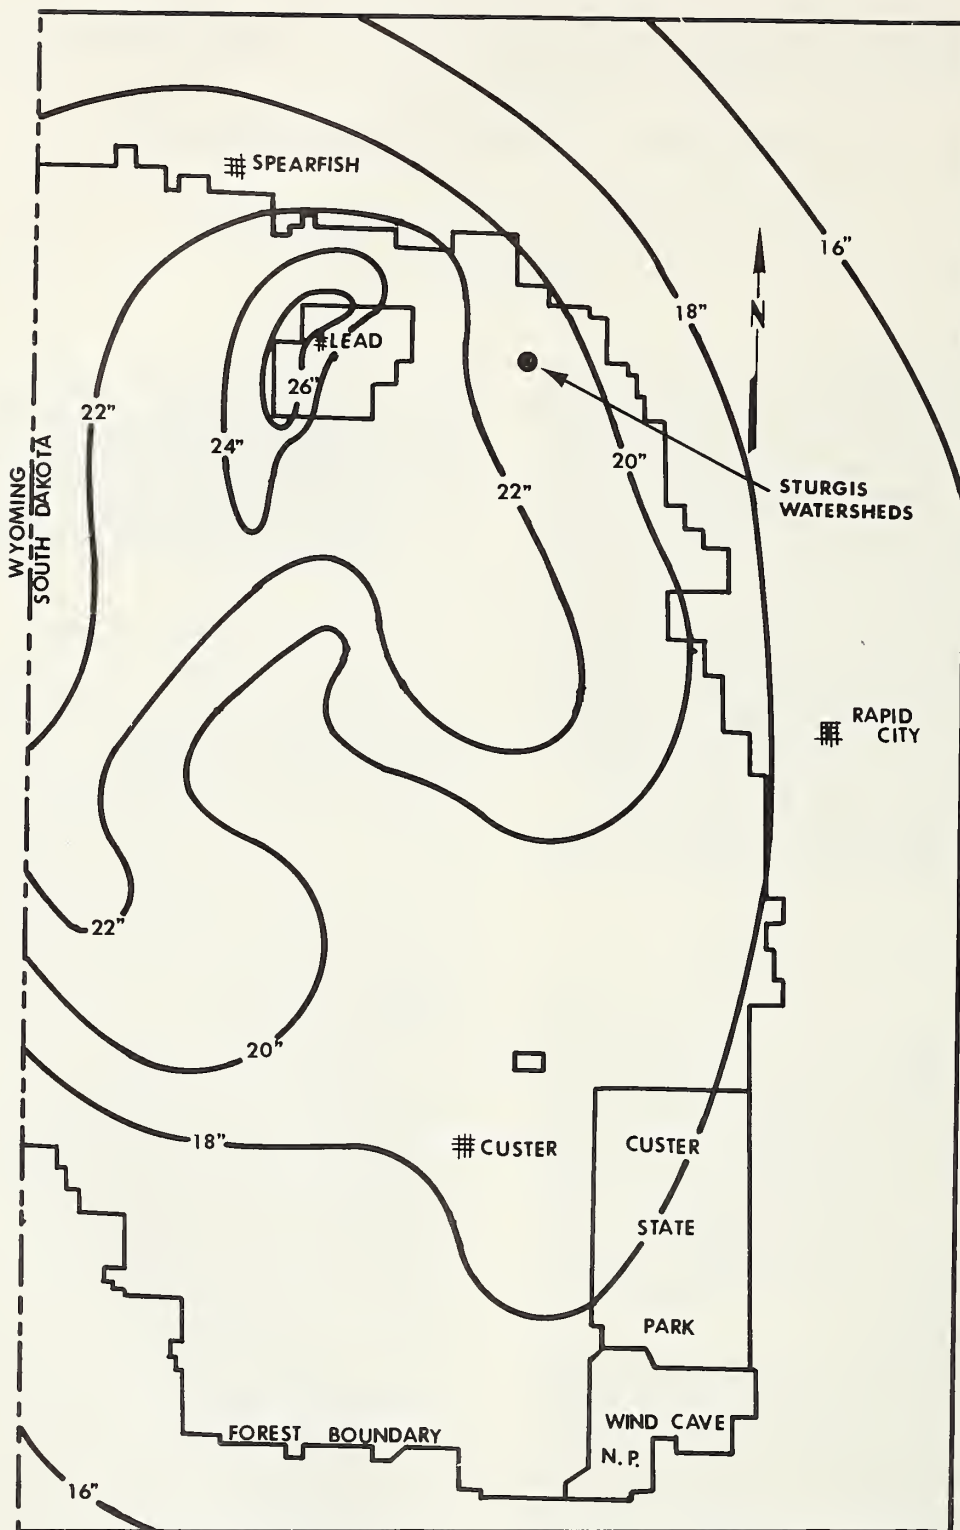 SPEARFISH
16”
18”
N
LEAD
26”
22”
24”
20”
22”
STURGIS
WATERSHEDS
WYOMING
SOUTH DAKOTA
RAPID
CITY
22”
20”
18”
CUSTER
CUSTER
STATE
PARK
WIND CAVE
N. P.
FOREST BOUNDARY
16”